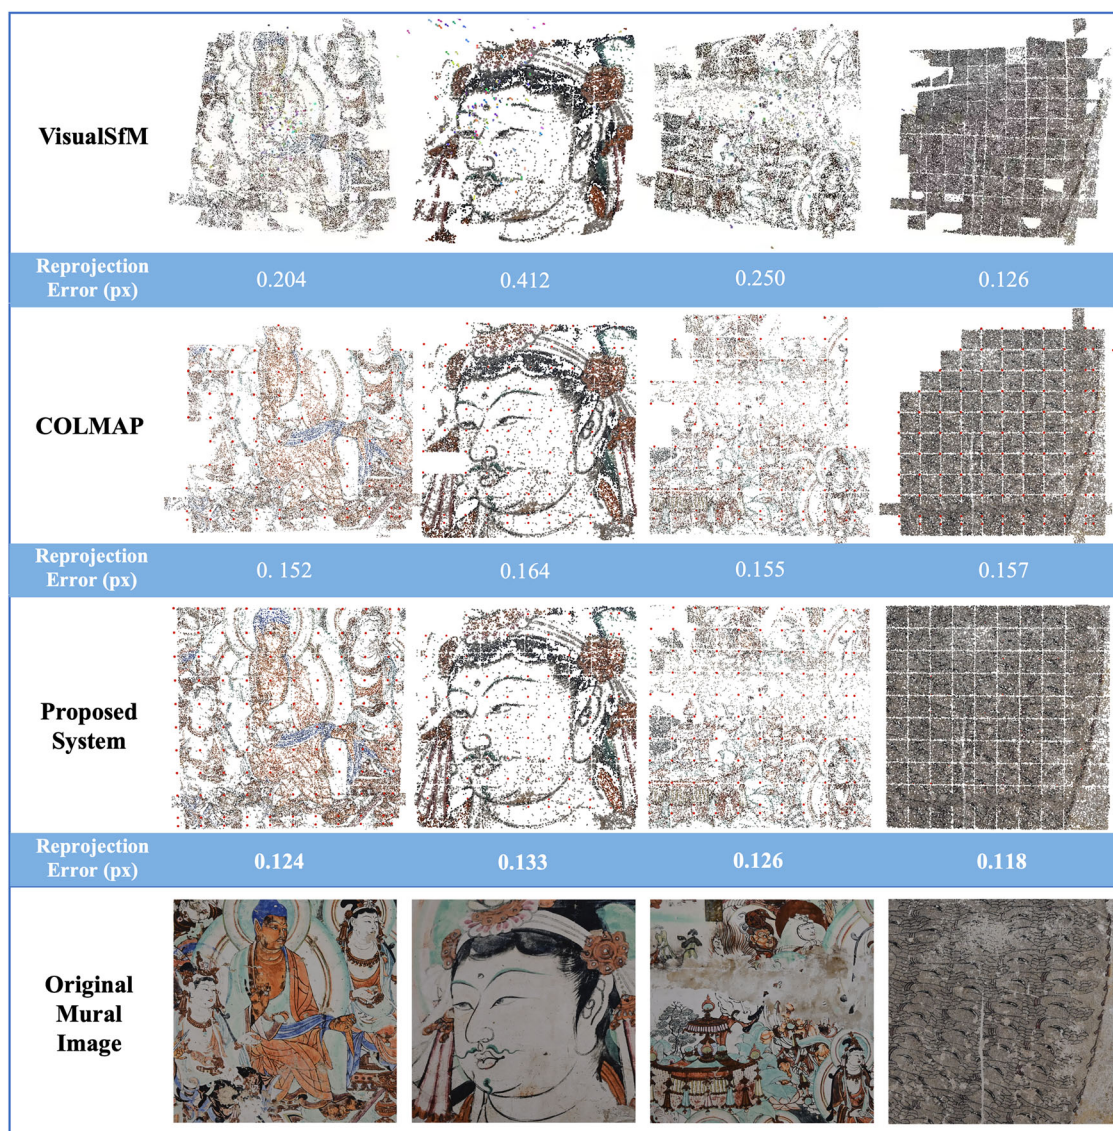 VisualSfM
Reprojection
Error (px)
0.204
0.412
0.250
0.126
COLMAP
Reprojection
Error (px)
0. 152
0.164
0.155
0.157
Proposed
System
Reprojection
Error (px)
0.124
0.133
0.126
0.118
Original
Mural
Image